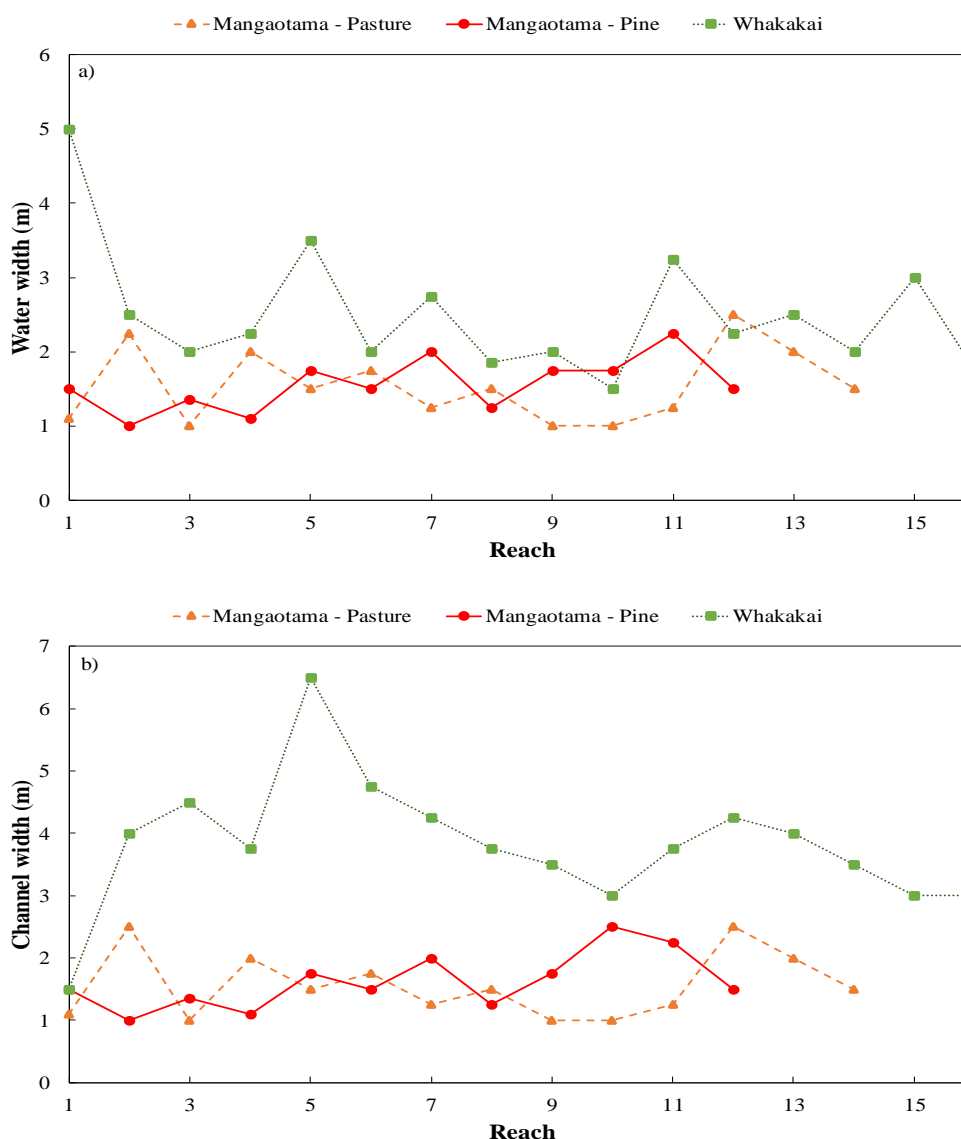 Mangaotama - Pasture Mangaotama - Pine Whakakai
a)
6
5
4
3
2
1
0
Water width (m)
1 3 5 7 9 11 13 15
Reach
Mangaotama - Pasture Mangaotama - Pine Whakakai
b)
7
6
5
4
3
2
1
0
Channel width (m)
1 3 5 7 9 11 13 15
Reach